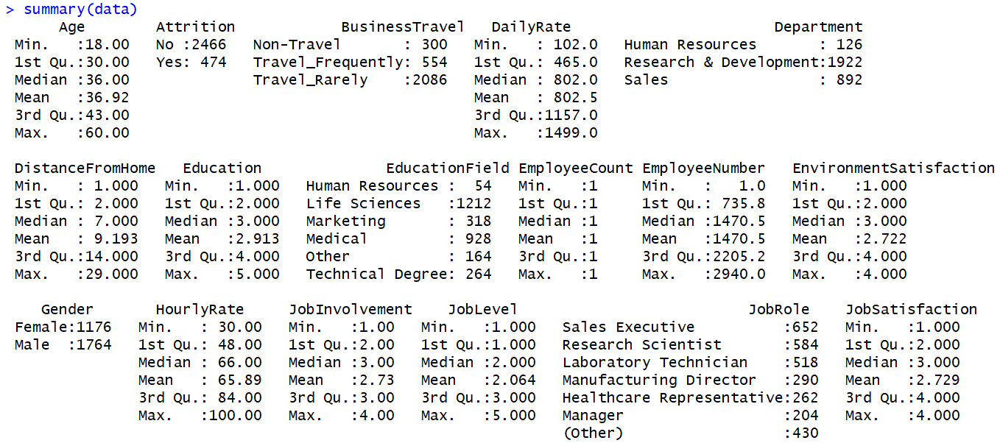 > summary(data)
      Age        Attrition            BusinessTravel   DailyRate                       Department
 Min.   :18.00   No :2466   Non-Travel       : 300   Min.   : 102.0   Human Resources       : 126
 1st Qu.:30.00   Yes: 474   Travel_Frequently: 554   1st Qu.: 465.0   Research & Development:1922
 Median :36.00              Travel_Rarely    :2086   Median : 802.0   Sales                 : 892
 Mean   :36.92                                       Mean   : 802.5
 3rd Qu.:43.00                                       3rd Qu.:1157.0
 Max.   :60.00                                       Max.   :1499.0

 DistanceFromHome   Education              EducationField EmployeeCount EmployeeNumber   EnvironmentSatisfaction
 Min.   : 1.000   Min.   :1.000   Human Resources :  54   Min.   :1     Min.   :   1.0   Min.   :1.000
 1st Qu.: 2.000   1st Qu.:2.000   Life Sciences   :1212   1st Qu.:1     1st Qu.: 735.8   1st Qu.:2.000
 Median : 7.000   Median :3.000   Marketing       : 318   Median :1     Median :1470.5   Median :3.000
 Mean   : 9.193   Mean   :2.913   Medical         : 928   Mean   :1     Mean   :1470.5   Mean   :2.722
 3rd Qu.:14.000   3rd Qu.:4.000   Other           : 164   3rd Qu.:1     3rd Qu.:2205.2   3rd Qu.:4.000
 Max.   :29.000   Max.   :5.000   Technical Degree: 264   Max.   :1     Max.   :2940.0   Max.   :4.000

    Gender       HourlyRate     JobInvolvement    JobLevel                          JobRole    JobSatisfaction
 Female:1176   Min.   : 30.00   Min.   :1.00   Min.   :1.000   Sales Executive          :652   Min.   :1.000
 Male  :1764   1st Qu.: 48.00   1st Qu.:2.00   1st Qu.:1.000   Research Scientist       :584   1st Qu.:2.000
               Median : 66.00   Median :3.00   Median :2.000   Laboratory Technician    :518   Median :3.000
               Mean   : 65.89   Mean   :2.73   Mean   :2.064   Manufacturing Director   :290   Mean   :2.729
               3rd Qu.: 84.00   3rd Qu.:3.00   3rd Qu.:3.000   Healthcare Representative:262   3rd Qu.:4.000
               Max.   :100.00   Max.   :4.00   Max.   :5.000   Manager                  :204   Max.   :4.000
                                                               (Other)                  :430